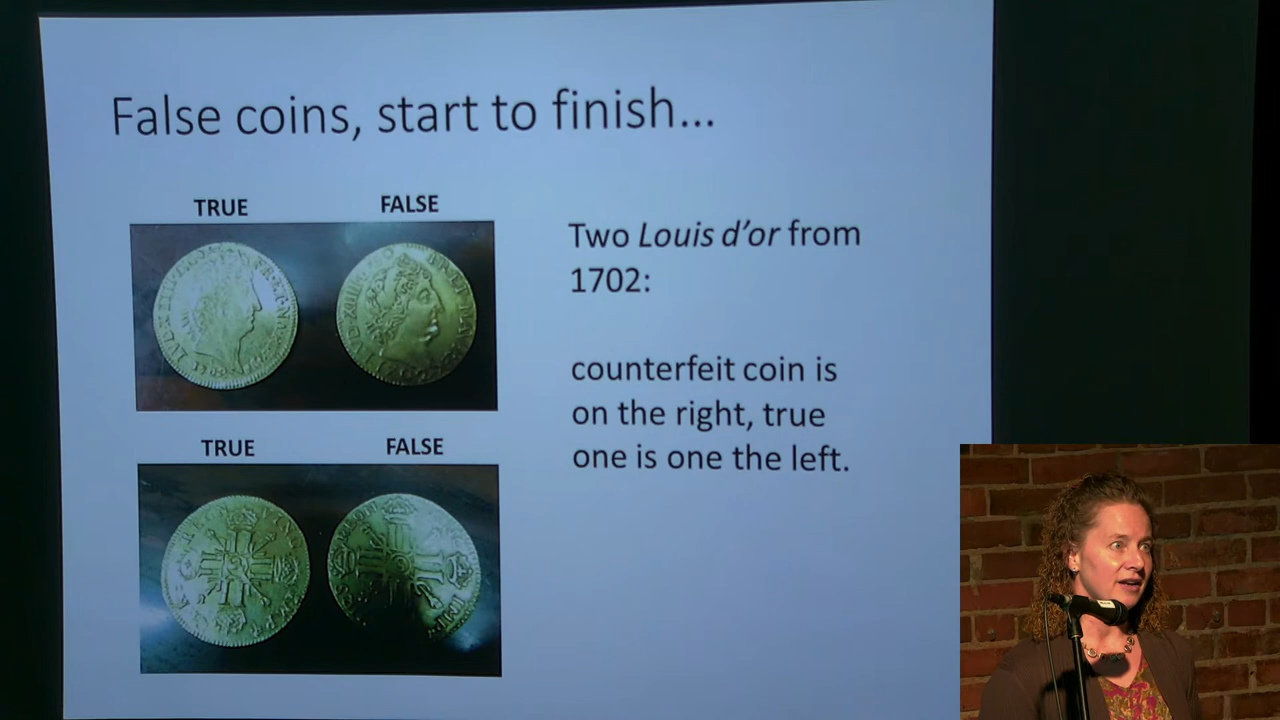 False coins, start to finish...
TRUE FALSE
Two Louis d'or from
1702:
counterfeit coin is
on the right, true
one is one the left.
TRUE FALSE